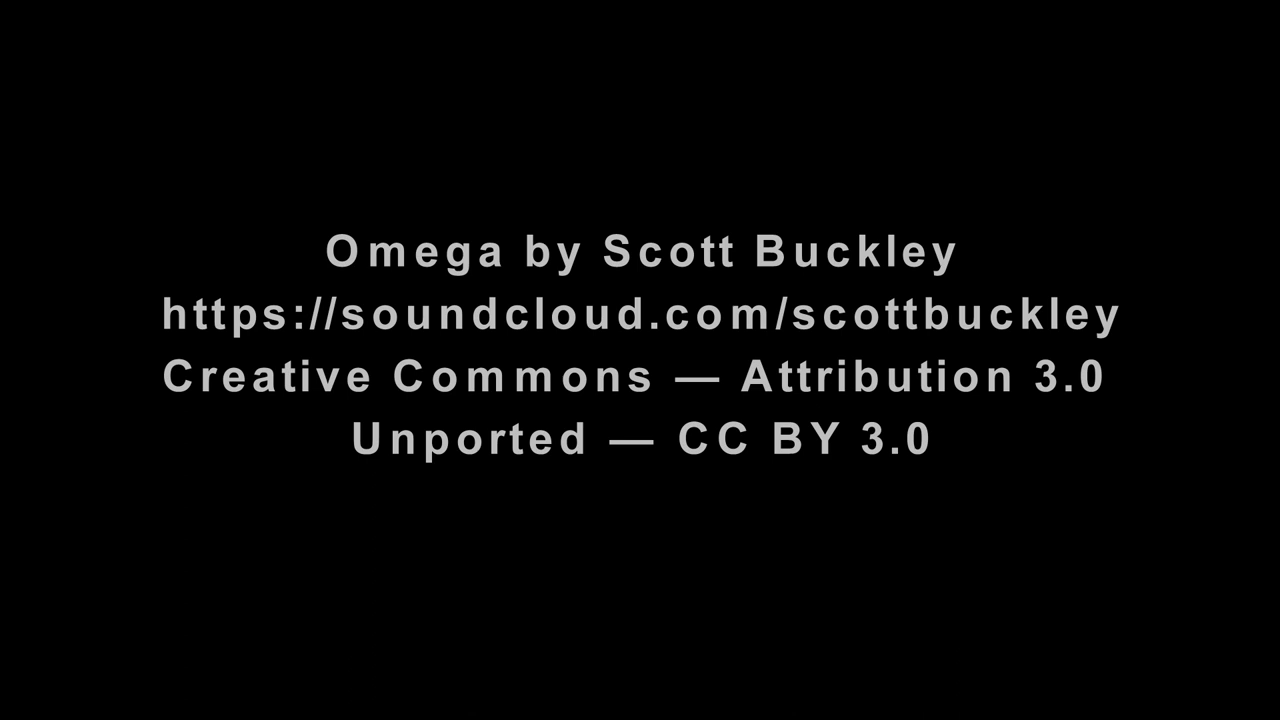 Omega by Scott Buckley
https://soundcloud.com/scottbuckley
Creative Commons — Attribution 3.0
Unported — CC BY 3.0